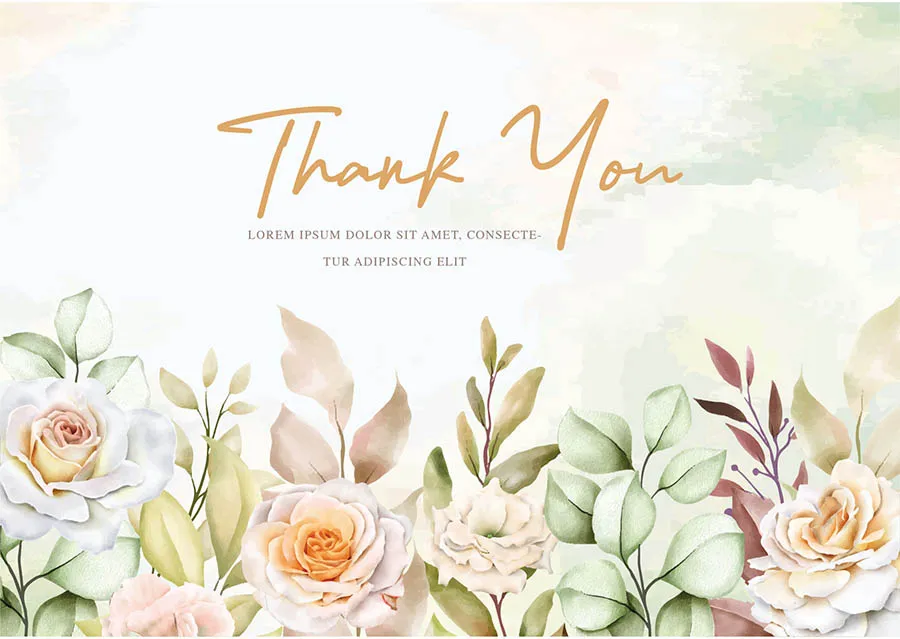 Thank You
LOREM IPSUM DOLOR SIT AMET, CONSECTE-
TUR ADIPISCING ELIT